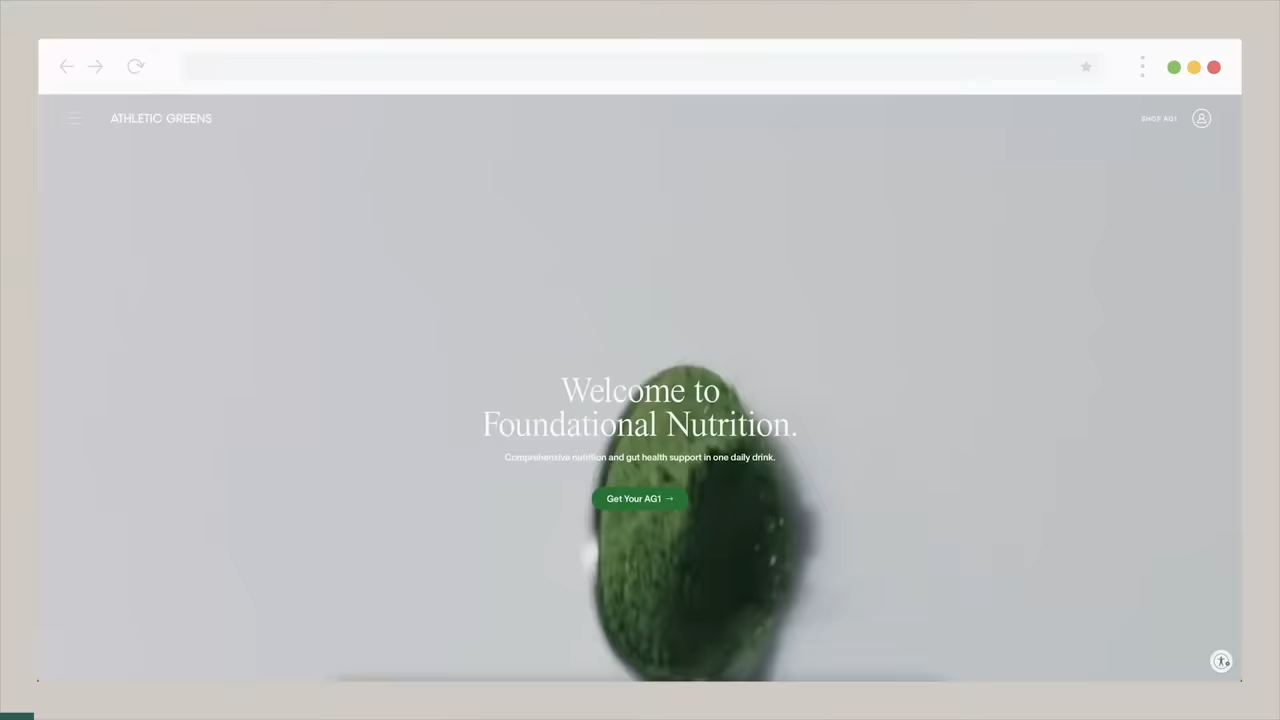 ATHLETIC GREENS
SHOP AG1
Welcome to
Foundational Nutrition.
Comprehensive nutrition and gut health support in one daily drink.
Get Your AG1 →